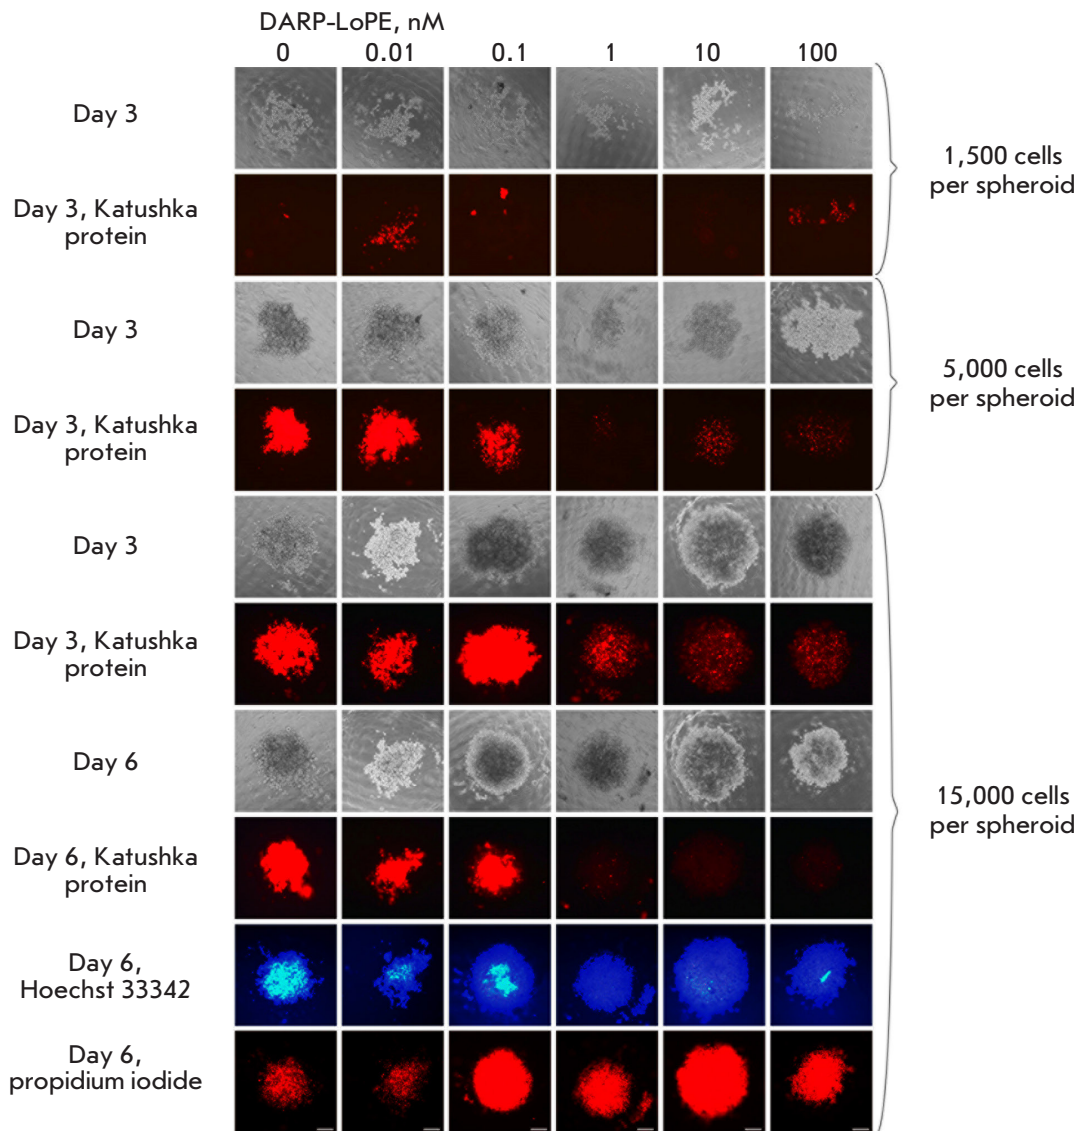 DARP-LoPE, nM
0 0.01 0.1 1 10 100
Day 3
Day 3, Katushka
protein
1,500 cells
per spheroid
Day 3
Day 3, Katushka
protein
5,000 cells
per spheroid
Day 3
Day 3, Katushka
protein
Day 6
Day 6, Katushka
protein
Day 6,
Hoechst 33342
Day 6,
propidium iodide
15,000 cells
per spheroid